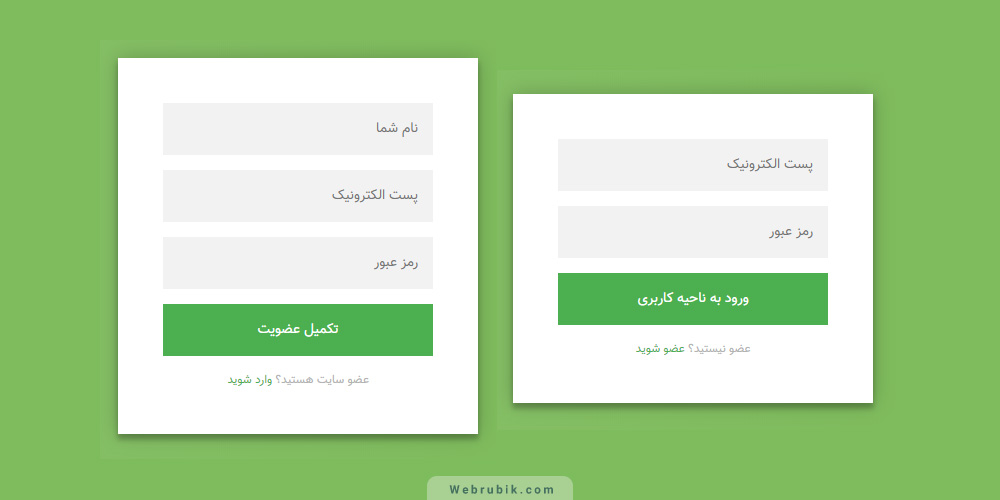 نام شما
پست الکترونیک
رمز عبور
تکمیل عضویت
عضو سایت هستید؟ وارد شوید
پست الکترونیک
رمز عبور
ورود به ناحیه کاربری
عضو نیستید؟ عضو شوید
Webrubik.com